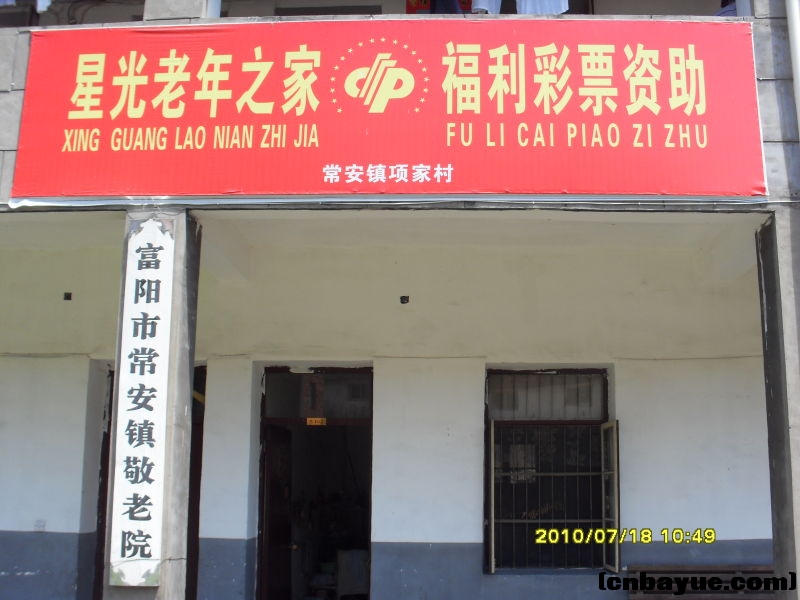 星光老年之家
福利彩票资助
XING GUANG LAO NIAN ZHI JIA
FU LI CAI PIAO ZI ZHU
常安镇项家村
富阳市常安镇敬老院
2010/07/18 10:49
(cnbayue.com)